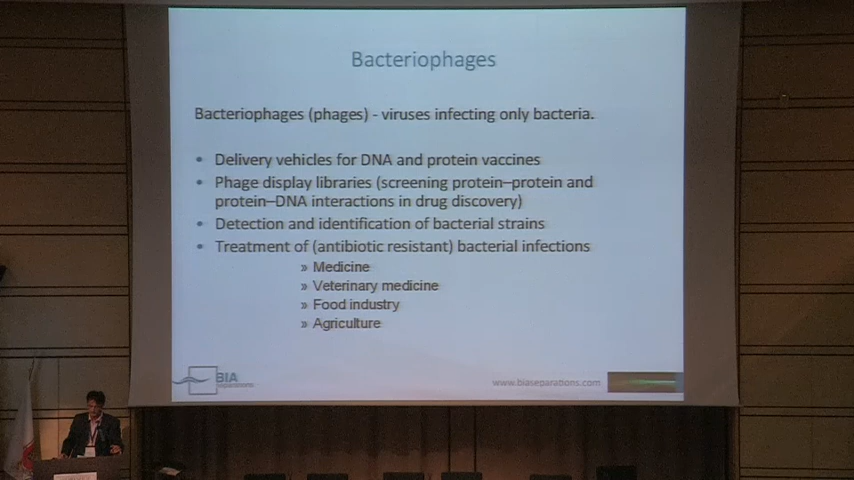 Bacteriophages
Bacteriophages (phages) - viruses infecting only bacteria.
• Delivery vehicles for DNA and protein vaccines
• Phage display libraries (screening protein–protein and
protein–DNA interactions in drug discovery)
• Detection and identification of bacterial strains
• Treatment of (antibiotic resistant) bacterial infections
» Medicine
» Veterinary medicine
» Food industry
» Agriculture
BIA
separations
www.biaseparations.com